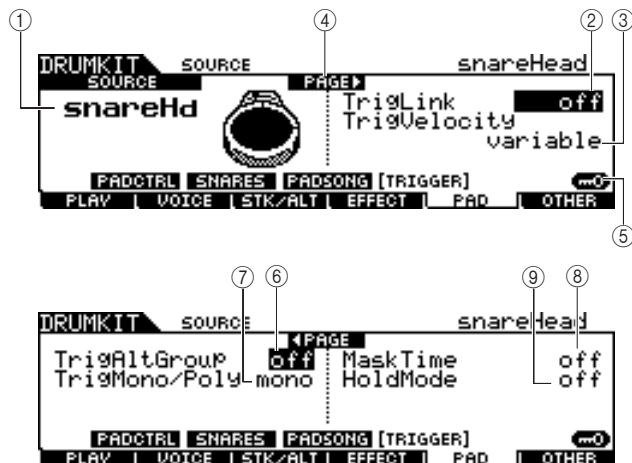 ① ④ ② ③
DRUMKIT SOURCE snareHead
SOURCE PAGE▶
snareHd TrigLink off
TrigVelocity
variable
PADCTRL SNARES PADSONG [TRIGGER]
PLAY VOICE STK/ALT EFFECT PAD OTHER
⑤
⑦ ⑥ ⑨ ⑧
DRUMKIT SOURCE snareHead
◀PAGE
TrigAltGroup off MaskTime off
TrigMono/Poly mono HoldMode off
PADCTRL SNARES PADSONG [TRIGGER]
PLAY VOICE STK/ALT EFFECT PAD OTHER